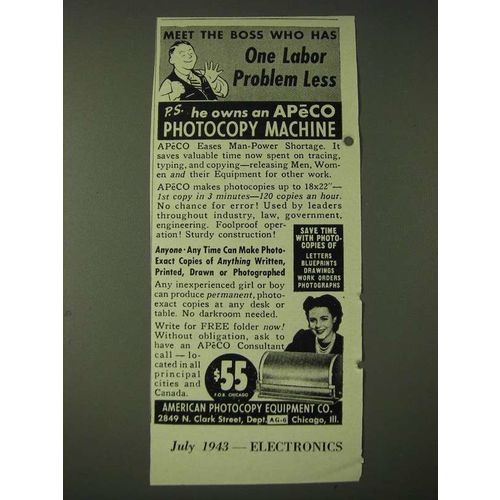 MEET THE BOSS WHO HAS
One Labor
Problem Less
P.S. he owns an APēCO
PHOTOCOPY MACHINE
APēCO Eases Man-Power Shortage. It
saves valuable time now spent on tracing,
typing, and copying—releasing Men, Wom-
en and their Equipment for other work.
APēCO makes photocopies up to 18x22"—
1st copy in 3 minutes—120 copies an hour.
No chance for error! Used by leaders
throughout industry, law, government,
engineering. Foolproof oper-
ation! Sturdy construction!
Anyone - Any Time Can Make Photo-
Exact Copies of Anything Written,
Printed, Drawn or Photographed
Any inexperienced girl or boy
can produce permanent, photo-
exact copies at any desk or
table. No darkroom needed.
Write for FREE folder now!
Without obligation, ask to
have an APēCO Consultant
call — lo-
cated in all
principal
cities and
Canada.
SAVE TIME
WITH PHOTO-
COPIES OF
LETTERS
BLUEPRINTS
DRAWINGS
WORK ORDERS
PHOTOGRAPHS
$55
F.O.B. CHICAGO
AMERICAN PHOTOCOPY EQUIPMENT CO.
2849 N. Clark Street, Dept. AG-6 Chicago, Ill.
July 1943 — ELECTRONICS